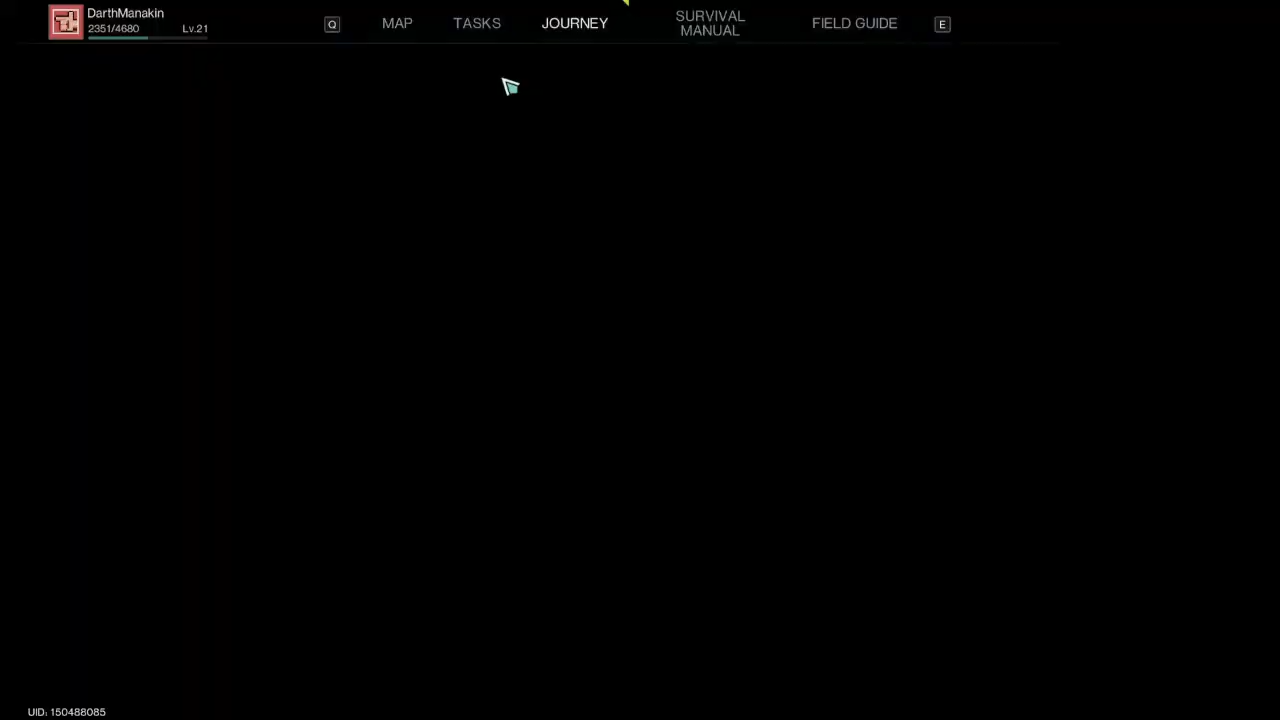 DarthManakin
2351/4680 Lv.21
Q MAP TASKS JOURNEY SURVIVAL MANUAL FIELD GUIDE E
UID: 150488085